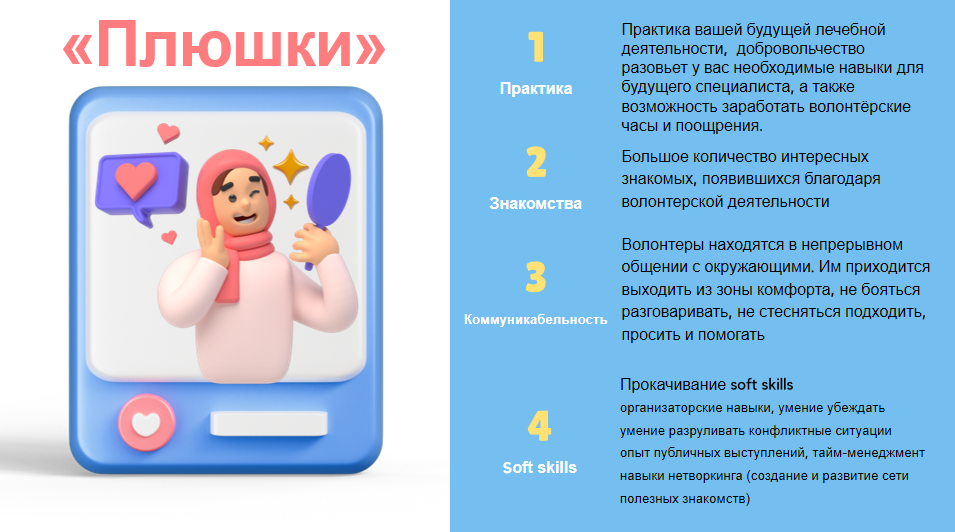 «Плюшки»
1
Практика
Практика вашей будущей лечебной
деятельности, добровольчество
разовьет у вас необходимые навыки для
будущего специалиста, а также
возможность заработать волонтёрские
часы и поощрения.
2
Знакомства
Большое количество интересных
знакомых, появившихся благодаря
волонтерской деятельности
3
Коммуникабельность
Волонтеры находятся в непрерывном
общении с окружающими. Им приходится
выходить из зоны комфорта, не бояться
разговаривать, не стесняться подходить,
просить и помогать
4
Soft skills
Прокачивание soft skills
организаторские навыки, умение убеждать
умение разруливать конфликтные ситуации
опыт публичных выступлений, тайм-менеджмент
навыки нетворкинга (создание и развитие сети
полезных знакомств)